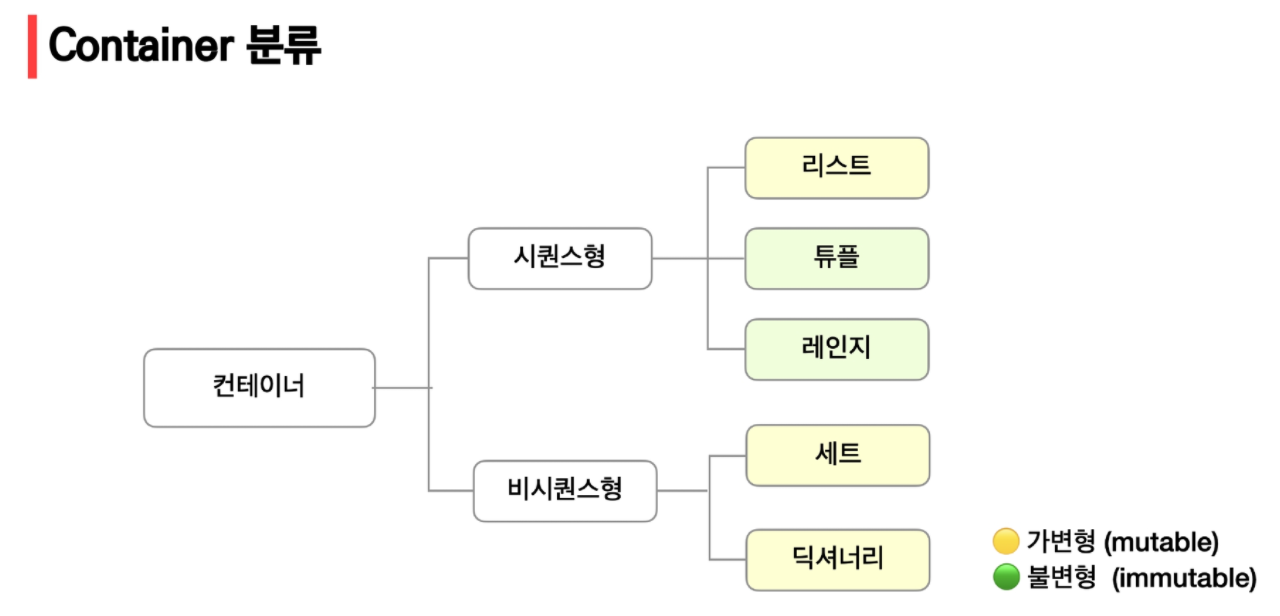 Container 분류
리스트
시퀀스형
튜플
레인지
컨테이너
세트
비시퀀스형
딕셔너리
가변형 (mutable)
불변형 (immutable)